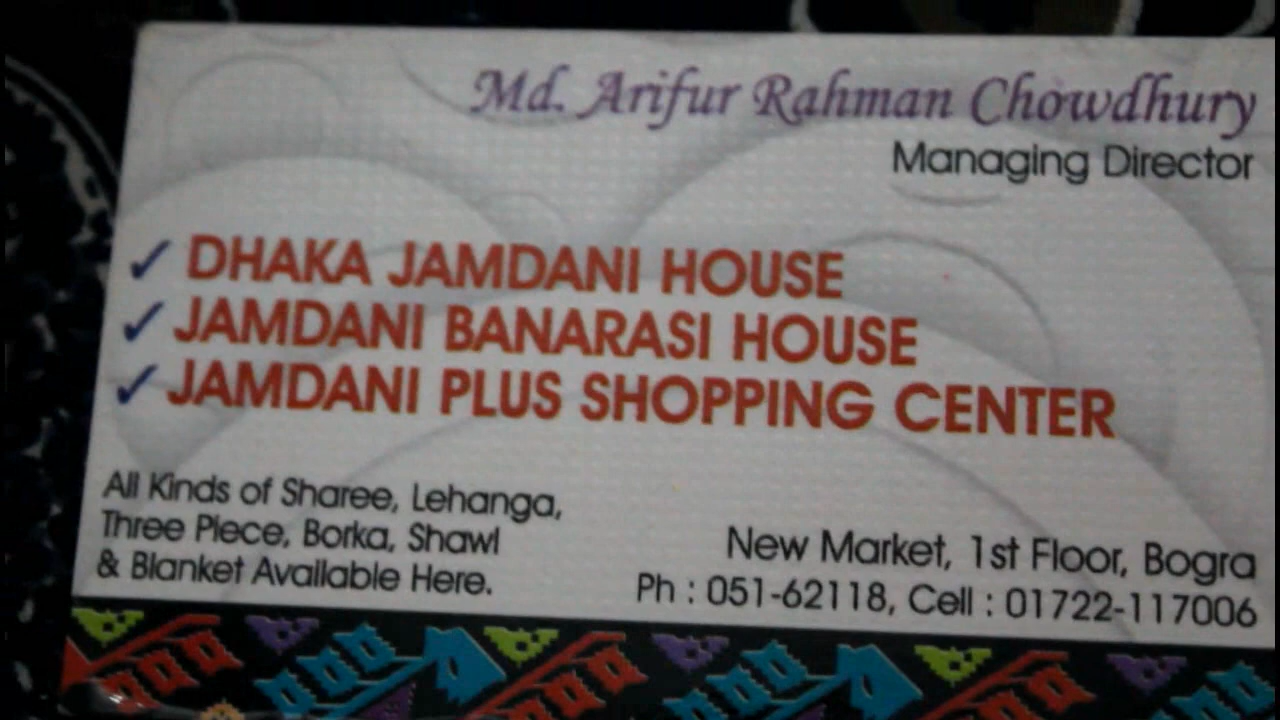 Md. Arifur Rahman Chowdhury
Managing Director
✓ DHAKA JAMDANI HOUSE
✓ JAMDANI BANARASI HOUSE
✓ JAMDANI PLUS SHOPPING CENTER
All Kinds of Sharee, Lehanga,
Three Piece, Borka, Shawl
& Blanket Available Here.
New Market, 1st Floor, Bogra
Ph : 051-62118, Cell : 01722-117006